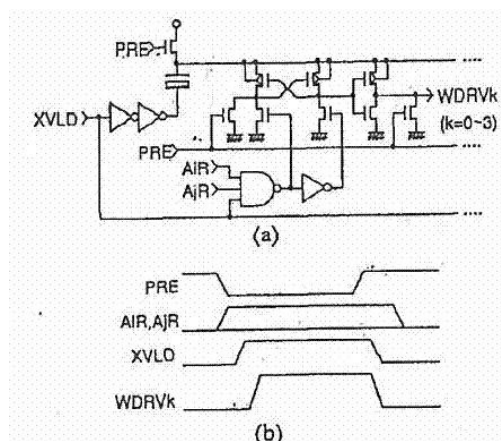 PRE
XVLD
WDRVk
(k=0~3)
PRE
AiR
AjR
(a)
PRE
AiR,AjR
XVLD
WDRVk
(b)